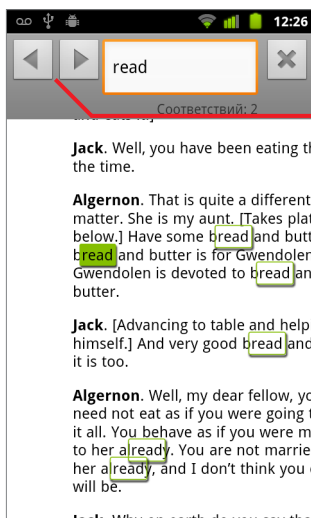 12:26
read
Соответствий: 2
Jack. Well, you have been eating th
the time.
Algernon. That is quite a different
matter. She is my aunt. [Takes plat
below.] Have some bread and butt
bread and butter is for Gwendolen
Gwendolen is devoted to bread an
butter.
Jack. [Advancing to table and help
himself.] And very good bread and
it is too.
Algernon. Well, my dear fellow, yo
need not eat as if you were going t
it all. You behave as if you were m
to her already. You are not marrie
her already, and I don't think you
will be.